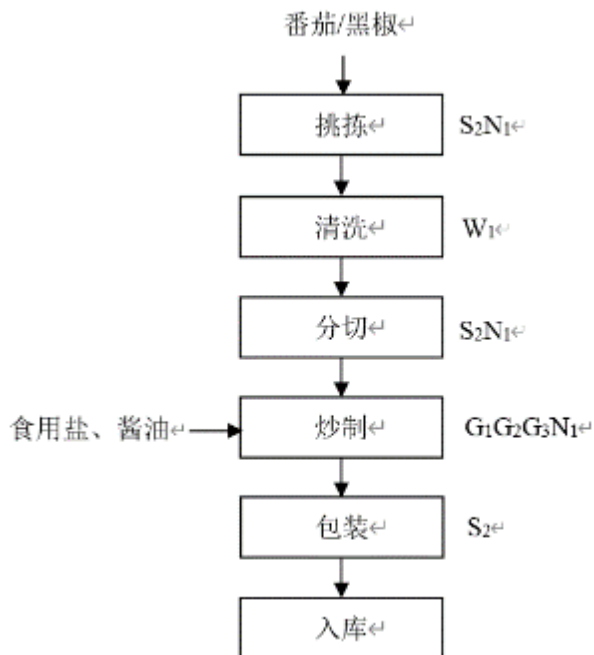 番茄/黑椒↵
挑拣↵ S₂N₁↵
清洗↵ W₁↵
分切↵ S₂N₁↵
食用盐、酱油↵ 炒制↵ G₁G₂G₃N₁↵
包装↵ S₂↵
入库↵